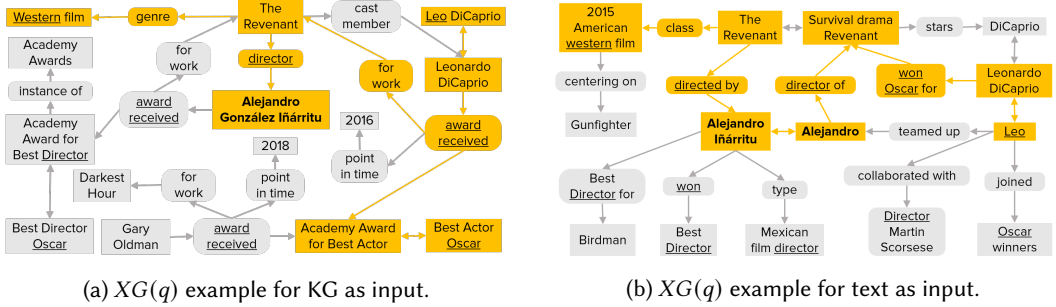 Western film
genre
The
Revenant
cast
member
Leo DiCaprio
Academy
Awards
for
work
director
for
work
Leonardo
DiCaprio
instance of
award
received
Alejandro
González Iñárritu
2016
award
received
Academy
Award for
Best Director
2018
point
in time
Darkest
Hour
for
work
point
in time
Best Director
Oscar
Gary
Oldman
award
received
Academy Award
for Best Actor
Best Actor
Oscar
(a) XG(q) example for KG as input.
2015
American
western film
class
The
Revenant
Survival drama
Revenant
stars
DiCaprio
centering on
directed by
director of
won
Oscar for
Leonardo
DiCaprio
Gunfighter
Alejandro
Iñárritu
Alejandro
teamed up
Leo
Best
Director for
won
type
collaborated with
joined
Birdman
Best
Director
Mexican
film director
Director
Martin
Scorsese
Oscar
winners
(b) XG(q) example for text as input.